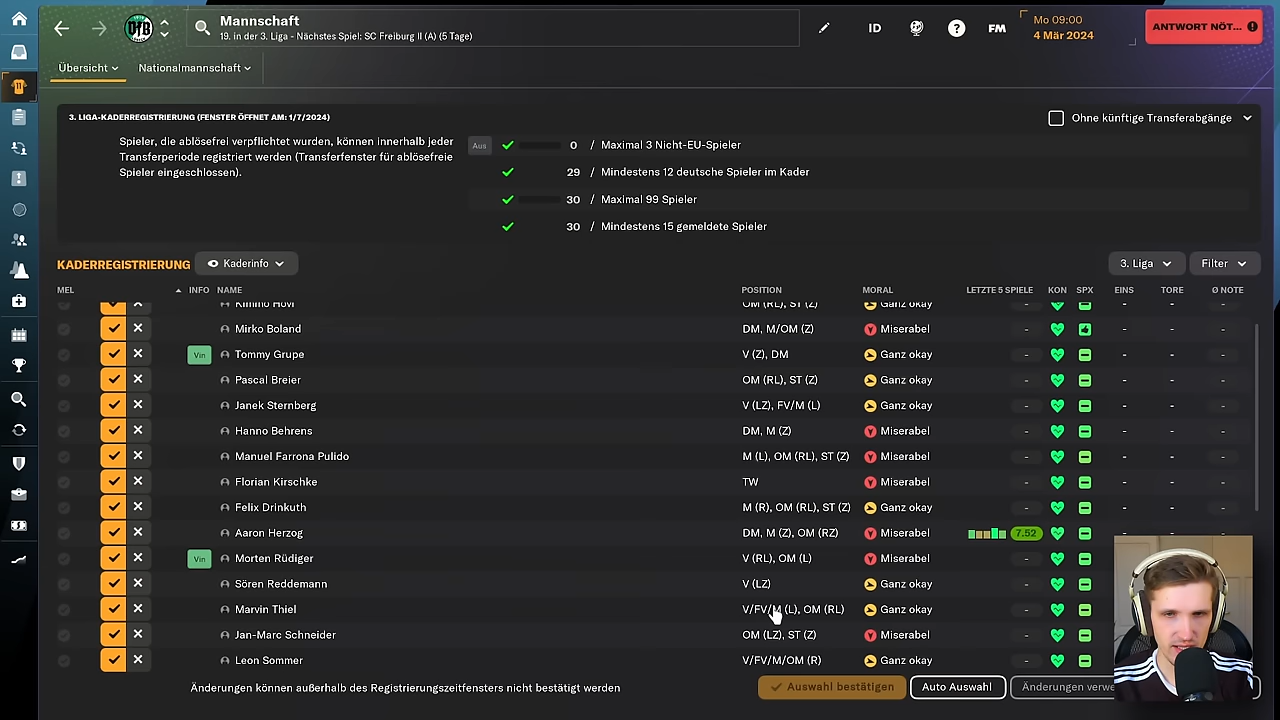 Mannschaft
19. in der 3. Liga - Nächstes Spiel: SC Freiburg II (A) (5 Tage)
ID
FM
Mo 09:00
4 Mär 2024
ANTWORT NÖT...
Übersicht
Nationalmannschaft
3. LIGA-KADERREGISTRIERUNG (FENSTER ÖFFNET AM: 1/7/2024)
Ohne künftige Transferabgänge
Spieler, die ablösefrei verpflichtet wurden, können innerhalb jeder
Transferperiode registriert werden (Transferfenster für ablösefreie
Spieler eingeschlossen).
Aus 0 / Maximal 3 Nicht-EU-Spieler
29 / Mindestens 12 deutsche Spieler im Kader
30 / Maximal 99 Spieler
30 / Mindestens 15 gemeldete Spieler
KADERREGISTRIERUNG Kaderinfo 3. Liga Filter
MEL INFO NAME POSITION MORAL LETZTE 5 SPIELE KON SPX EINS TORE Ø NOTE
OM (RL), ST (Z) Ganz okay - - - -
Mirko Boland DM, M/OM (Z) Miserabel - - - -
Vin Tommy Grupe V (Z), DM Ganz okay - - - -
Pascal Breier OM (RL), ST (Z) Ganz okay - - - -
Janek Sternberg V (LZ), FV/M (L) Ganz okay - - - -
Hanno Behrens DM, M (Z) Miserabel - - - -
Manuel Farrona Pulido M (L), OM (RL), ST (Z) Miserabel - - - -
Florian Kirschke TW Miserabel - - - -
Felix Drinkuth M (R), OM (RL), ST (Z) Ganz okay - - - -
Aaron Herzog DM, M (Z), OM (RZ) Miserabel 7.52 - - -
Vin Morten Rüdiger V (RL), OM (L) Miserabel -
Sören Reddemann V (LZ) Ganz okay -
Marvin Thiel V/FV/M (L), OM (RL) Ganz okay -
Jan-Marc Schneider OM (LZ), ST (Z) Miserabel -
Leon Sommer V/FV/M/OM (R) Ganz okay -
Änderungen können außerhalb des Registrierungszeitfensters nicht bestätigt werden
Auswahl bestätigen
Auto Auswahl
Änderungen verwe